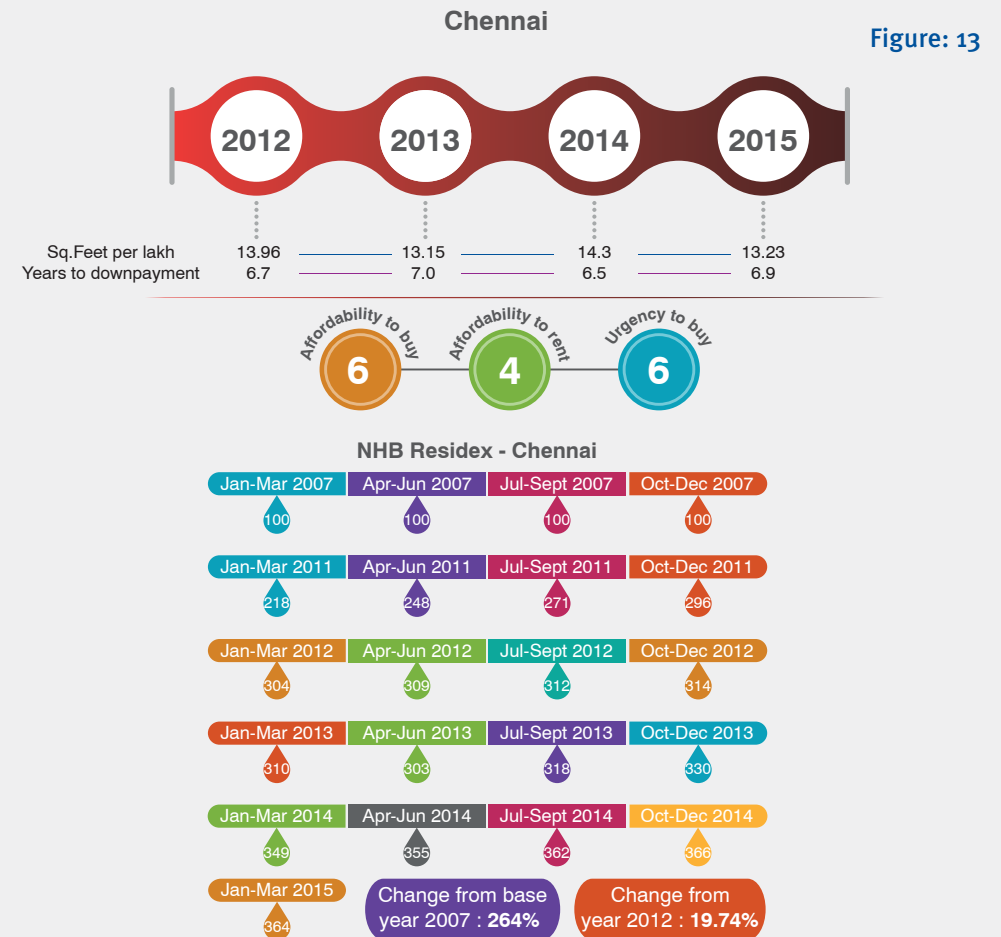 Chennai
Figure: 13
2012 2013 2014 2015
Sq.Feet per lakh 13.96 13.15 14.3 13.23
Years to downpayment 6.7 7.0 6.5 6.9
Affordability to buy Affordability to rent Urgency to buy
6 4 6
NHB Residex - Chennai
Jan-Mar 2007 Apr-Jun 2007 Jul-Sept 2007 Oct-Dec 2007
100 100 100 100
Jan-Mar 2011 Apr-Jun 2011 Jul-Sept 2011 Oct-Dec 2011
218 248 271 296
Jan-Mar 2012 Apr-Jun 2012 Jul-Sept 2012 Oct-Dec 2012
304 309 312 314
Jan-Mar 2013 Apr-Jun 2013 Jul-Sept 2013 Oct-Dec 2013
310 303 318 330
Jan-Mar 2014 Apr-Jun 2014 Jul-Sept 2014 Oct-Dec 2014
349 355 362 366
Jan-Mar 2015
364
Change from base
year 2007 : 264%
Change from
year 2012 : 19.74%